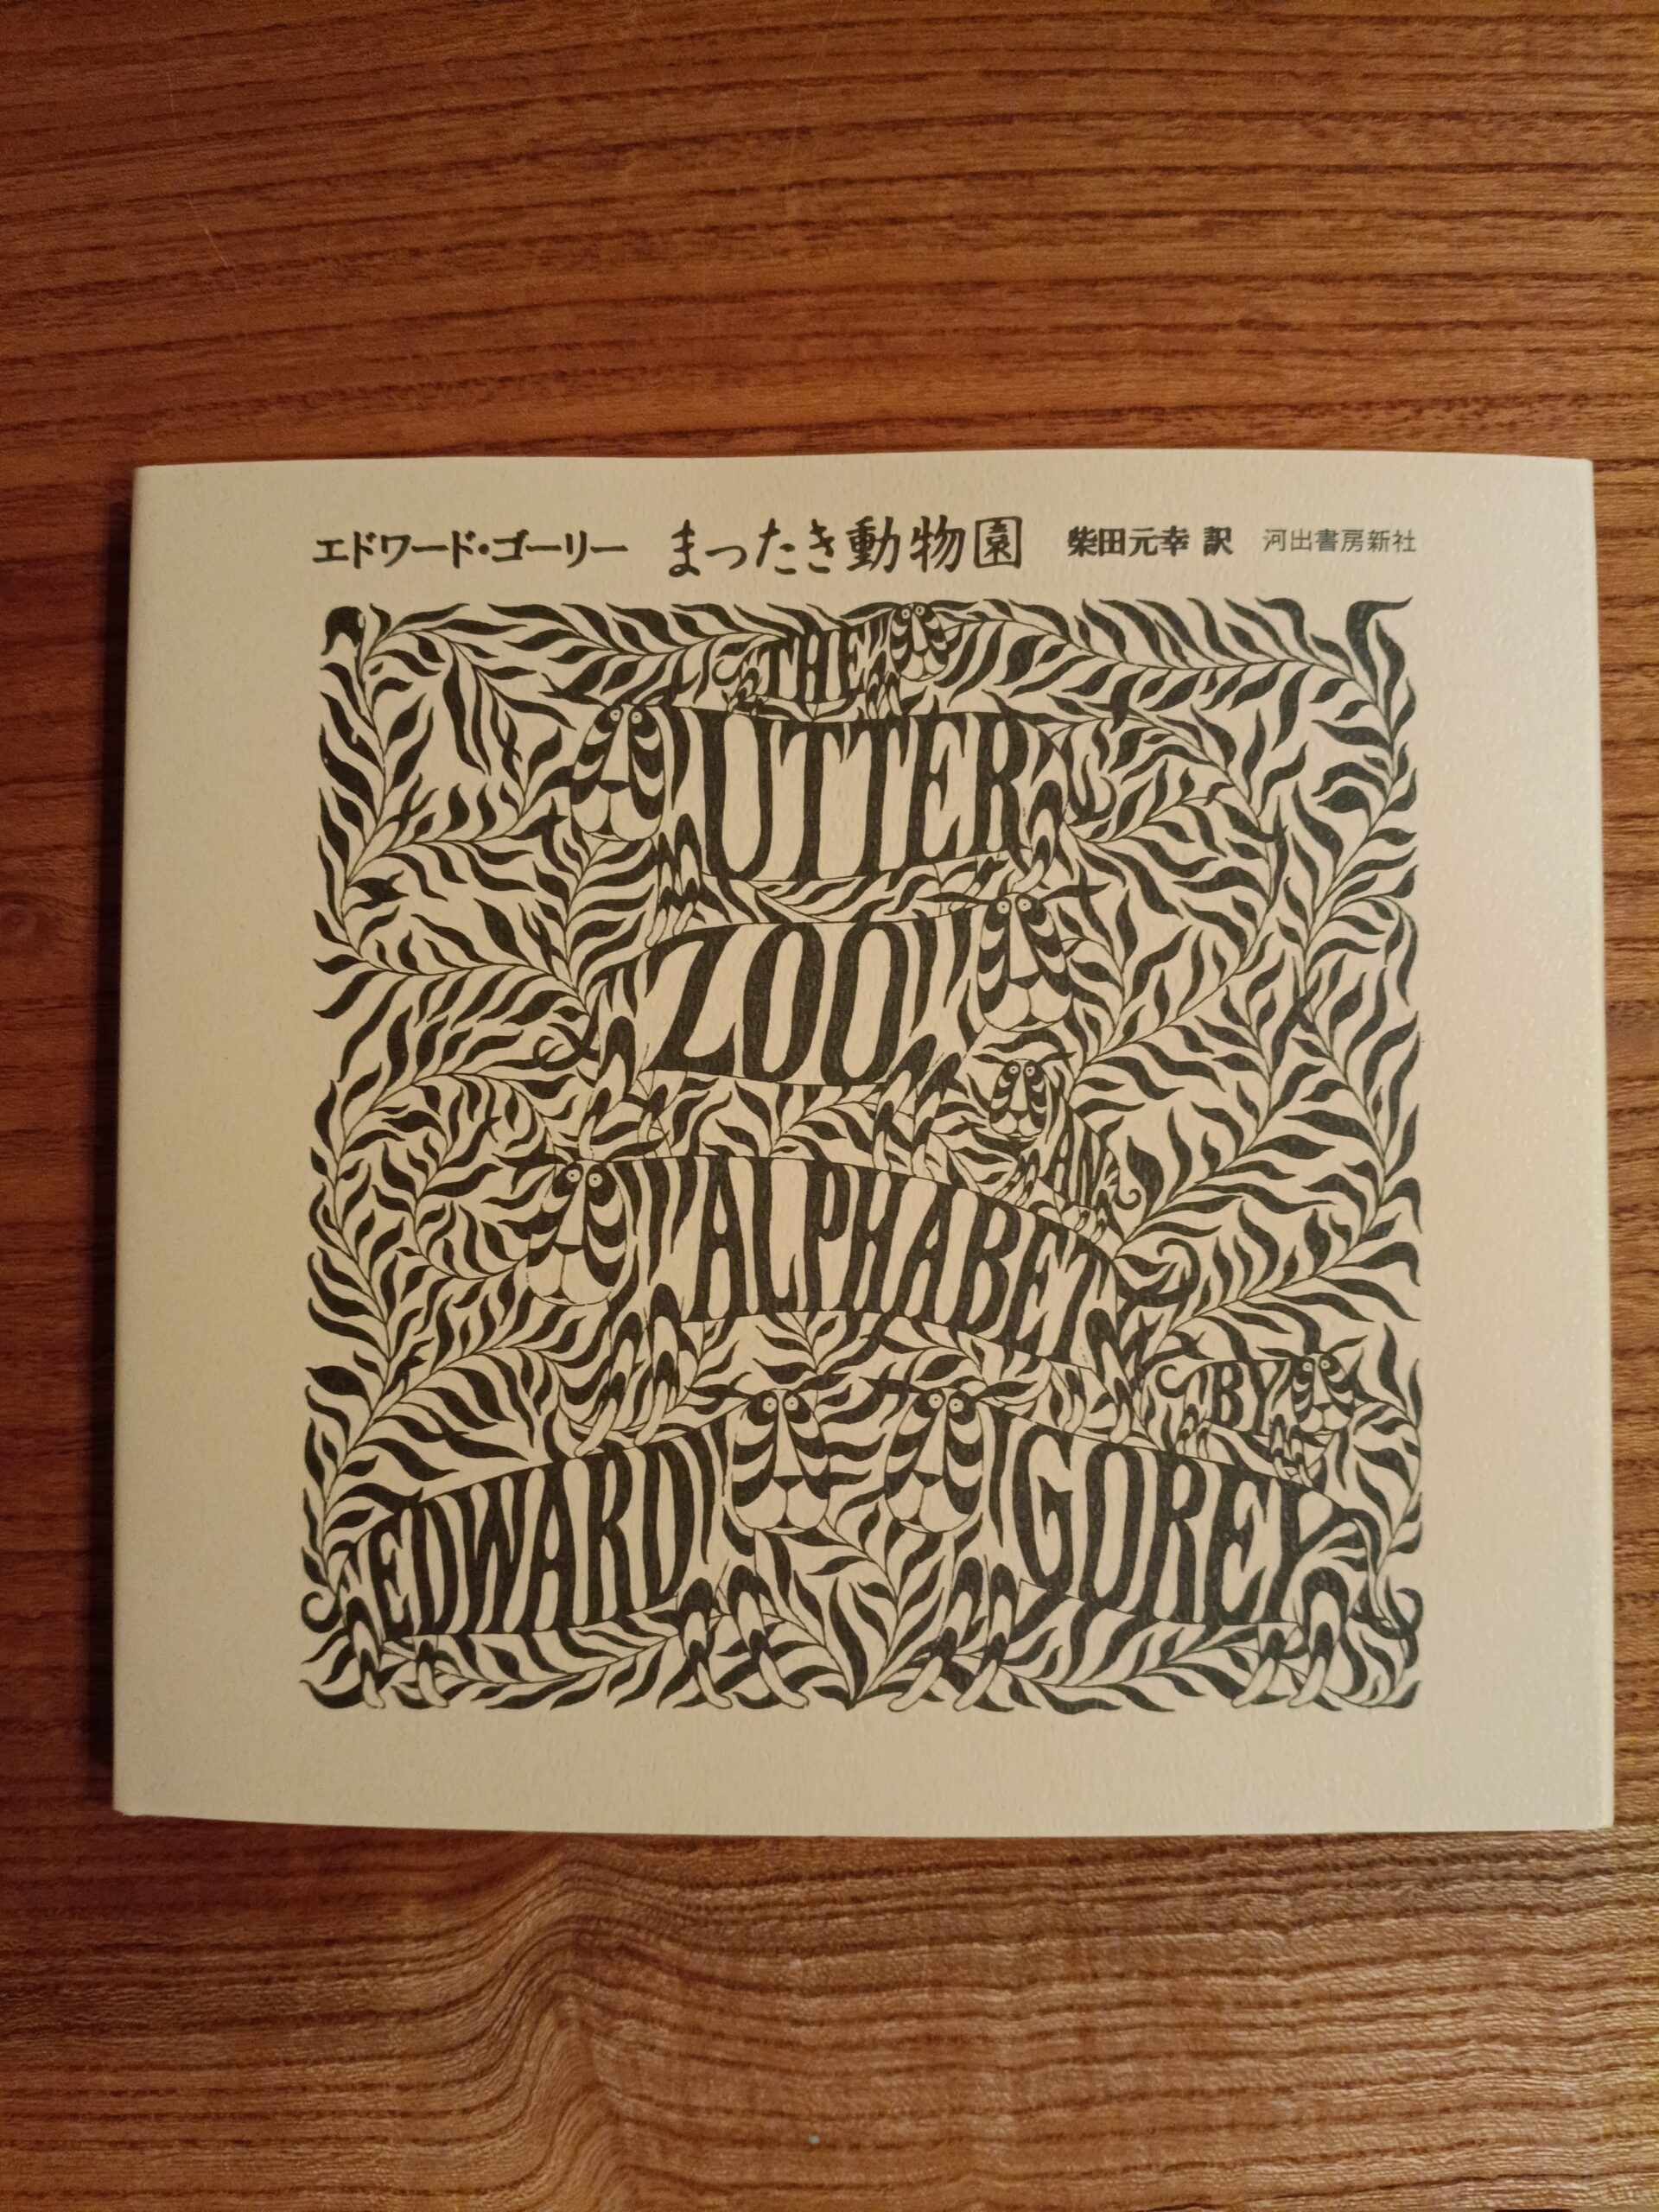 エドワード・ゴーリー まったき動物園 柴田元幸 訳 河出書房新社
THE
UTTER
ZOO
AN
ALPHABET
BY
EDWARD GOREY